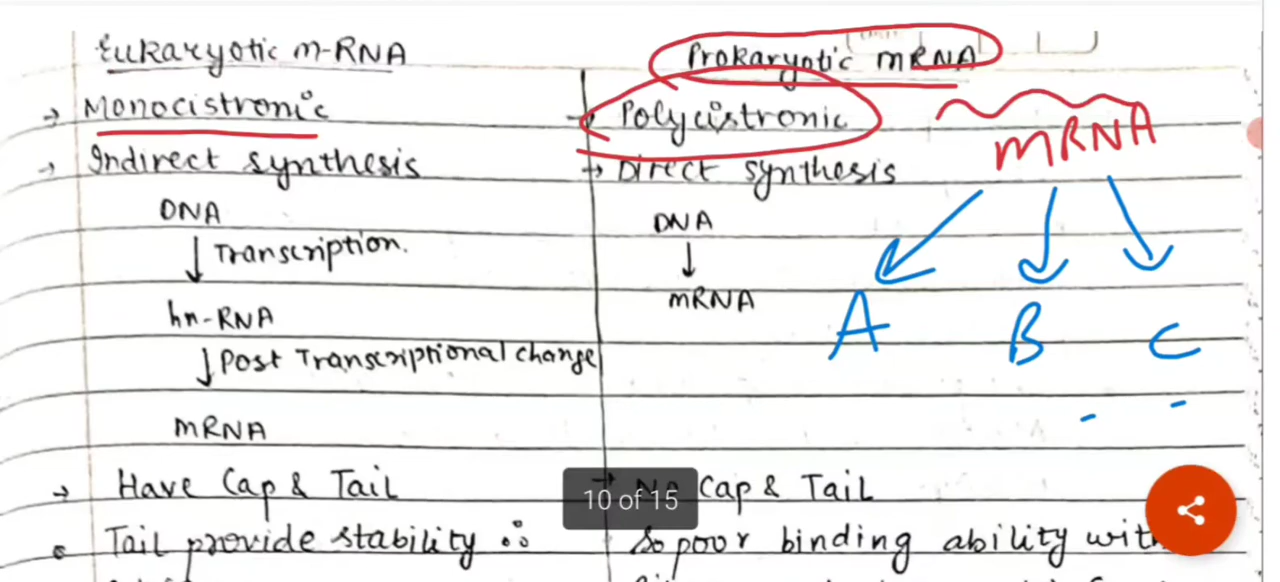 Eukaryotic m-RNA
Prokaryotic mRNA
→ Monocistronic
→ Polycistronic
mRNA
→ Indirect synthesis
→ Direct synthesis
DNA
↓ Transcription.
hn-RNA
↓ Post Transcriptional change
mRNA
DNA
↓
mRNA
A B C
→ Have Cap & Tail
→ No Cap & Tail
10 of 15
• Tail provide stability ∴
So poor binding ability with